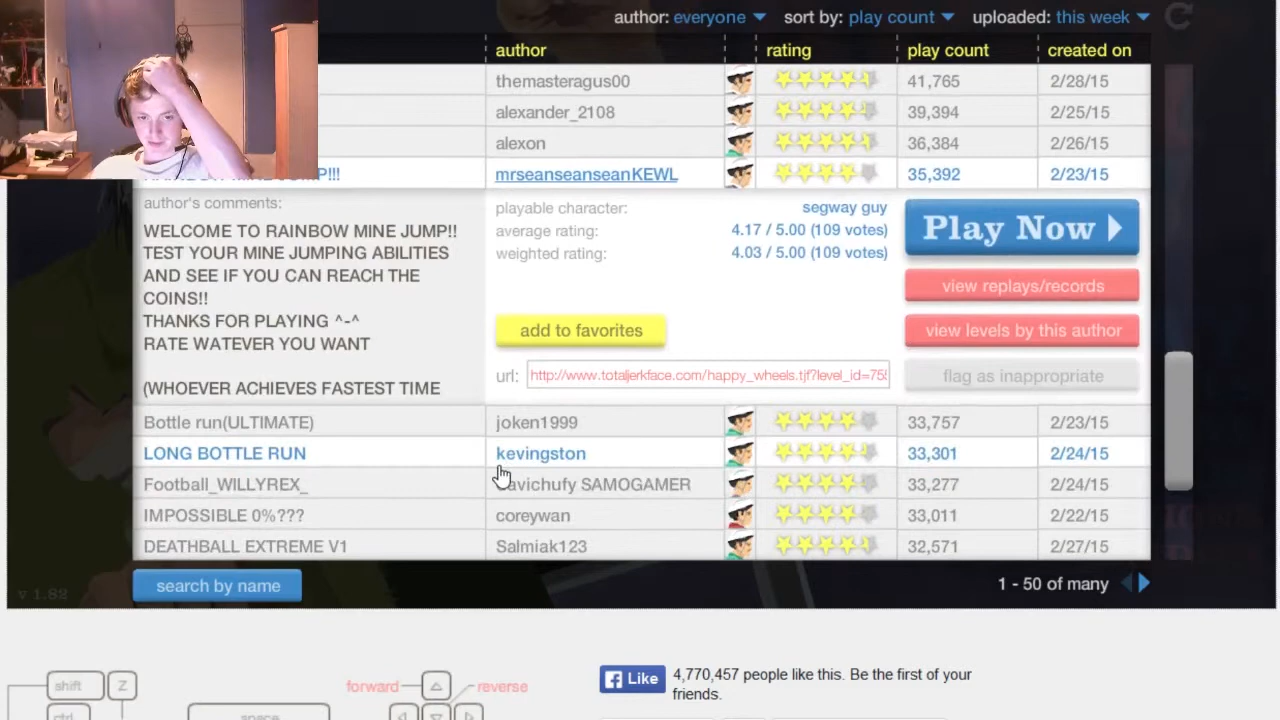 author: everyone sort by: play count uploaded: this week
author rating play count created on
themasteragus00 41,765 2/28/15
alexander_2108 39,394 2/25/15
alexon 36,384 2/26/15
!!! mrseanseanseanKEWL 35,392 2/23/15
author's comments:
WELCOME TO RAINBOW MINE JUMP!!
TEST YOUR MINE JUMPING ABILITIES
AND SEE IF YOU CAN REACH THE
COINS!!
THANKS FOR PLAYING ^-^
RATE WATEVER YOU WANT
(WHOEVER ACHIEVES FASTEST TIME
playable character: segway guy
average rating: 4.17 / 5.00 (109 votes)
weighted rating: 4.03 / 5.00 (109 votes)
add to favorites
url: http://www.totaljerkface.com/happy_wheels.tjf?level_id=75
Play Now
view replays/records
view levels by this author
flag as inappropriate
Bottle run(ULTIMATE) joken1999 33,757 2/23/15
LONG BOTTLE RUN kevingston 33,301 2/24/15
Football_WILLYREX_ SAMOGAMER 33,277 2/24/15
IMPOSSIBLE 0%??? coreywan 33,011 2/22/15
DEATHBALL EXTREME V1 Salmiak123 32,571 2/27/15
v 1.82
search by name
1 - 50 of many
shift Z
ctrl
space
forward
reverse
Like
4,770,457 people like this. Be the first of your
friends.